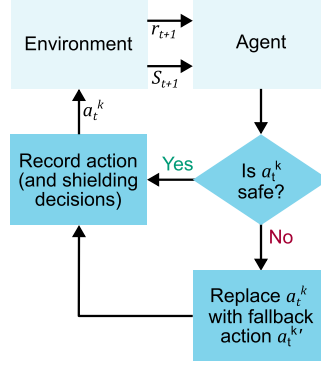 Environment
r_{t+1}
S_{t+1}
Agent
a_t^k
Record action
(and shielding
decisions)
Yes
Is a_t^k
safe?
No
Replace a_t^k
with fallback
action a_t^{k'}